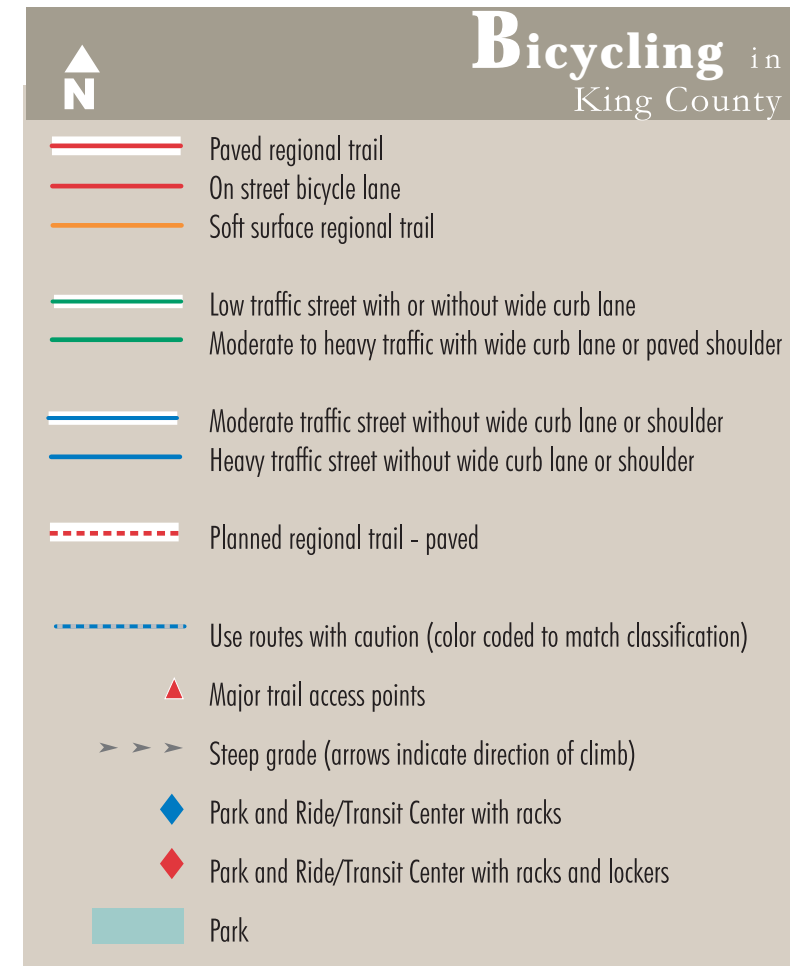 Bicycling in
King County
N
Paved regional trail
On street bicycle lane
Soft surface regional trail
Low traffic street with or without wide curb lane
Moderate to heavy traffic with wide curb lane or paved shoulder
Moderate traffic street without wide curb lane or shoulder
Heavy traffic street without wide curb lane or shoulder
Planned regional trail - paved
Use routes with caution (color coded to match classification)
Major trail access points
Steep grade (arrows indicate direction of climb)
Park and Ride/Transit Center with racks
Park and Ride/Transit Center with racks and lockers
Park